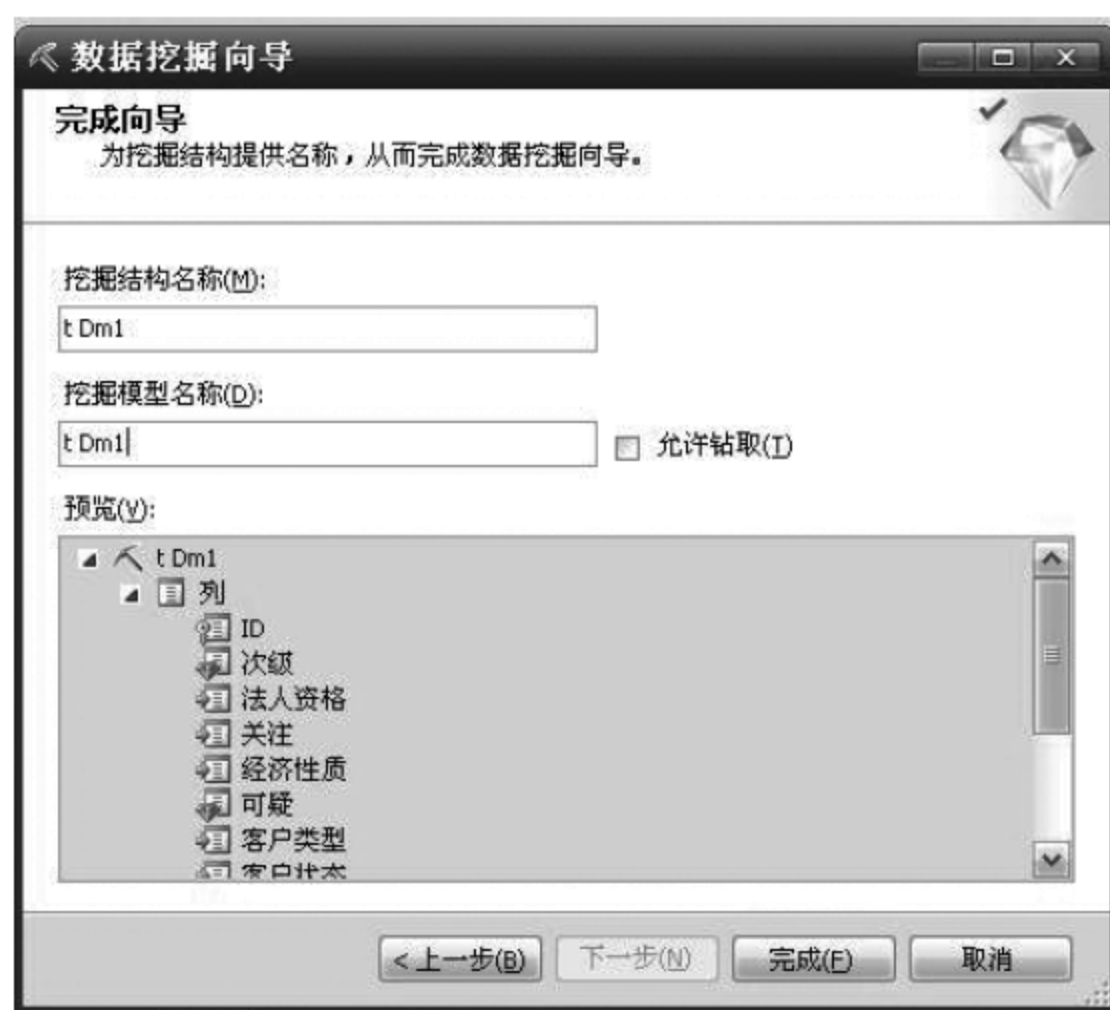 数据挖掘向导
完成向导
为挖掘结构提供名称，从而完成数据挖掘向导。
挖掘结构名称(M):
t Dm1
挖掘模型名称(D):
t Dm1
允许钻取(T)
预览(V):
t Dm1
列
ID
次级
法人资格
关注
经济性质
可疑
客户类型
客户状态
<上一步(B) 下一步(N) 完成(F) 取消